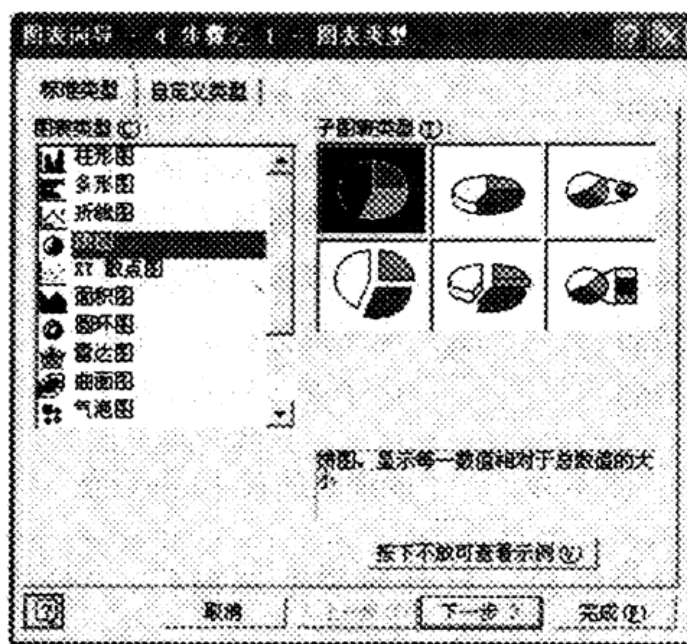 图表向导 - 4 步骤之 1 - 图表类型
标准类型 自定义类型
图表类型(C):
柱形图
条形图
折线图
饼图
XY 散点图
面积图
圆环图
雷达图
曲面图
气泡图
子图表类型(T):
饼图。显示每一数值相对于总数值的大
小
按下不放可查看示例(V)
取消 下一步 > 完成(F)